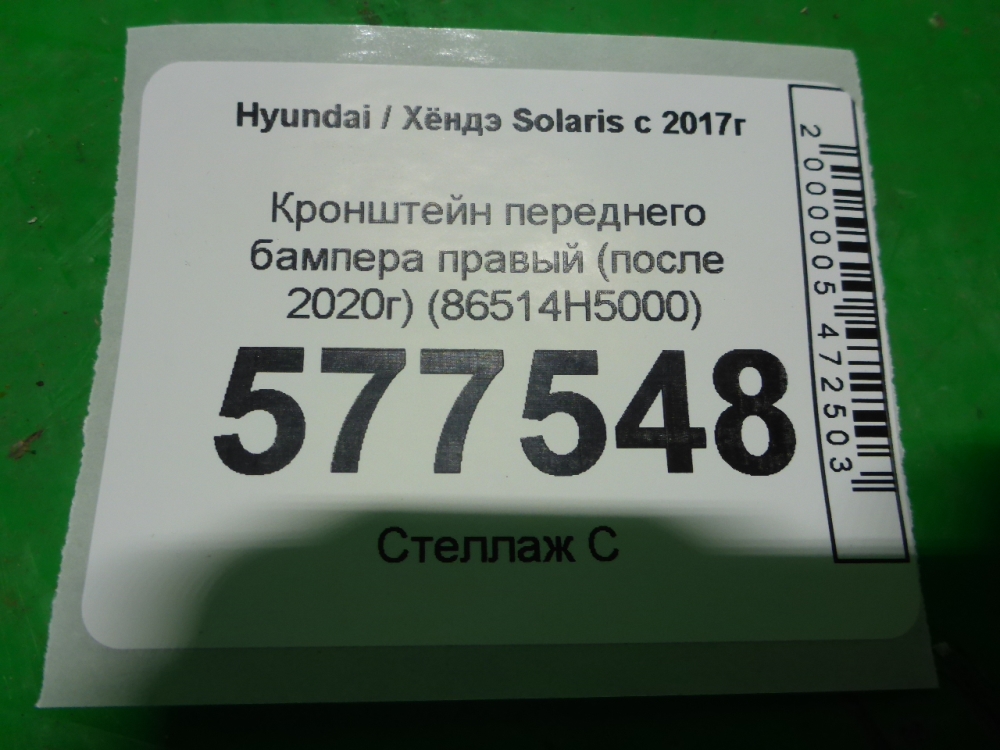 Hyundai / Хёндэ Solaris с 2017г
Кронштейн переднего
бампера правый (после
2020г) (86514H5000)
577548
Стеллаж С
2000005472503